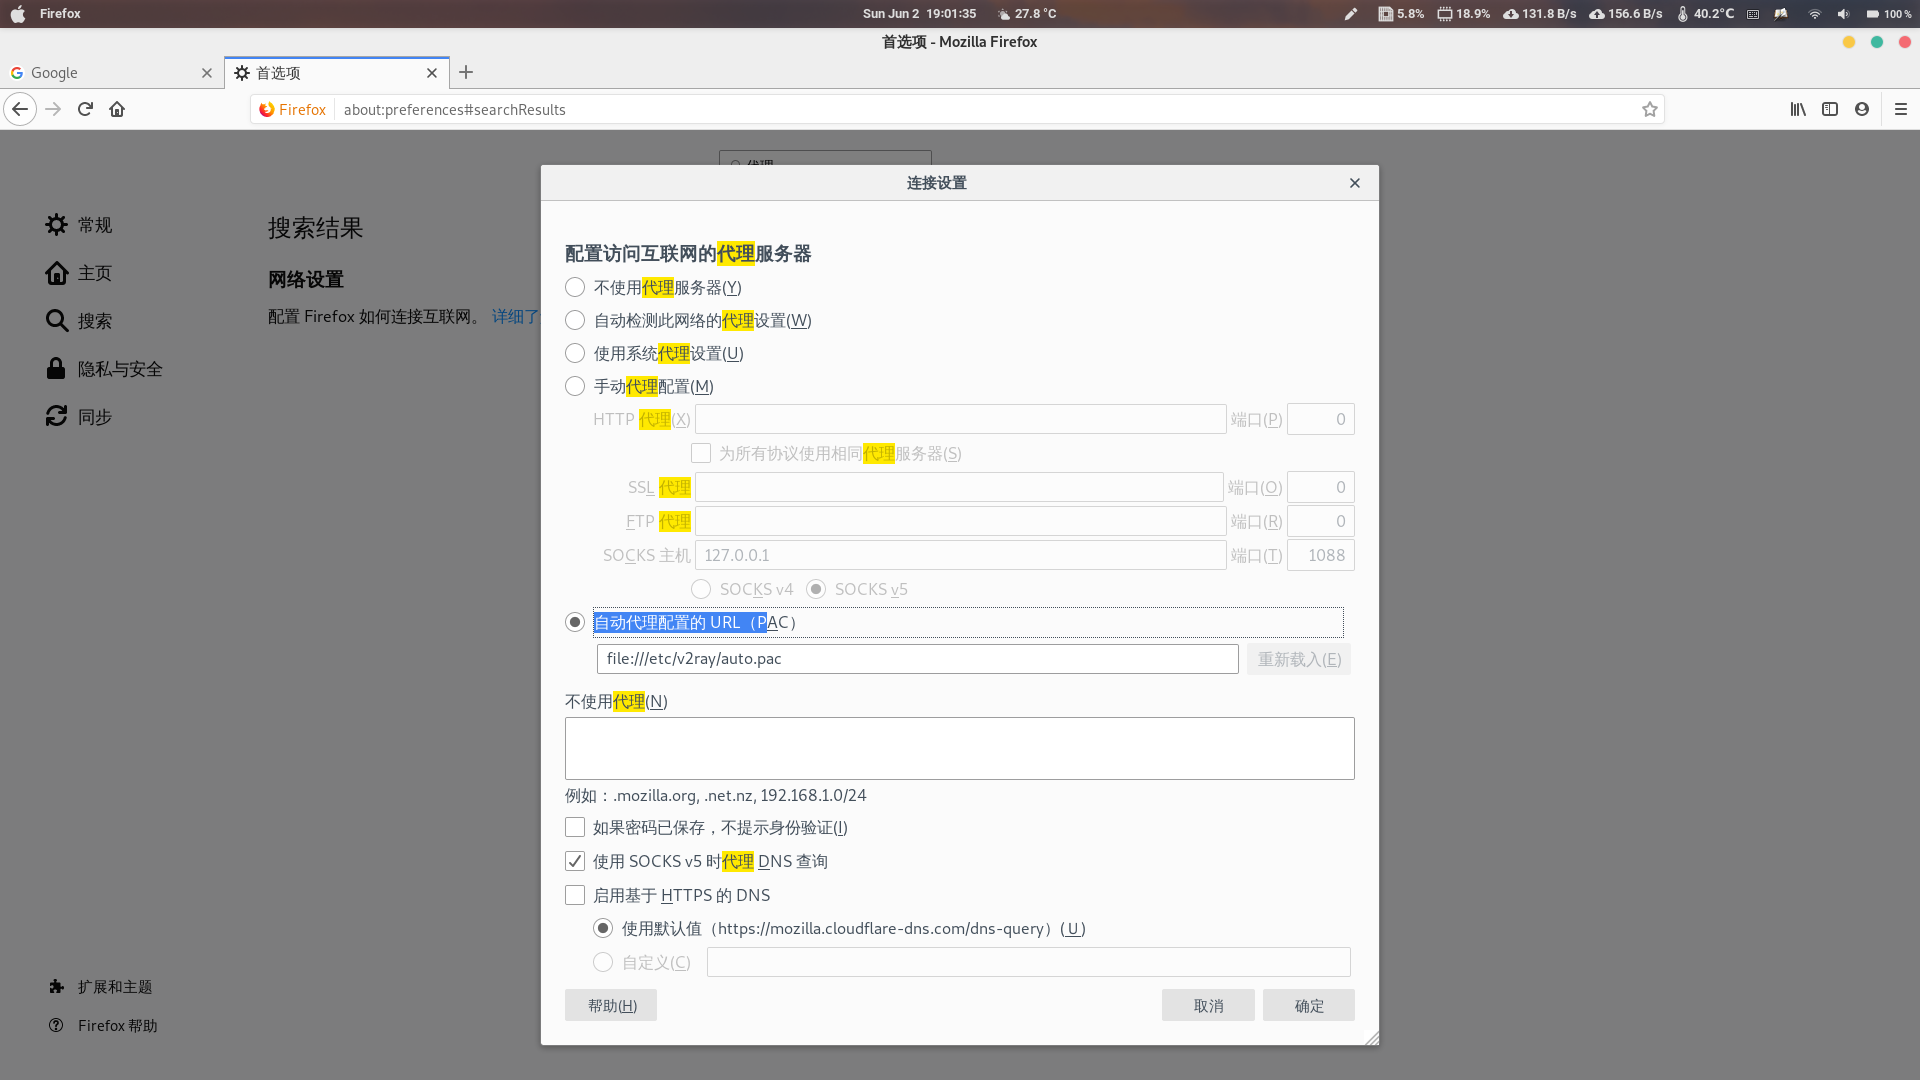 Firefox
Sun Jun 2 19:01:35
27.8 °C
5.8%
18.9%
131.8 B/s
156.6 B/s
40.2°C
100 %
首选项 - Mozilla Firefox
Google
首选项
Firefox
about:preferences#searchResults
代理
连接设置
常规
主页
搜索
隐私与安全
同步
搜索结果
网络设置
配置 Firefox 如何连接互联网。 详细了
配置访问互联网的代理服务器
不使用代理服务器(Y)
自动检测此网络的代理设置(W)
使用系统代理设置(U)
手动代理配置(M)
HTTP 代理(X) 端口(P) 0
为所有协议使用相同代理服务器(S)
SSL 代理 端口(O) 0
FTP 代理 端口(R) 0
SOCKS 主机 127.0.0.1 端口(T) 1088
SOCKS v4 SOCKS v5
自动代理配置的 URL（PAC）
file:///etc/v2ray/auto.pac 重新载入(E)
不使用代理(N)
例如：.mozilla.org, .net.nz, 192.168.1.0/24
如果密码已保存，不提示身份验证(I)
使用 SOCKS v5 时代理 DNS 查询
启用基于 HTTPS 的 DNS
使用默认值（https://mozilla.cloudflare-dns.com/dns-query）(U)
自定义(C)
帮助(H) 取消 确定
扩展和主题
Firefox 帮助